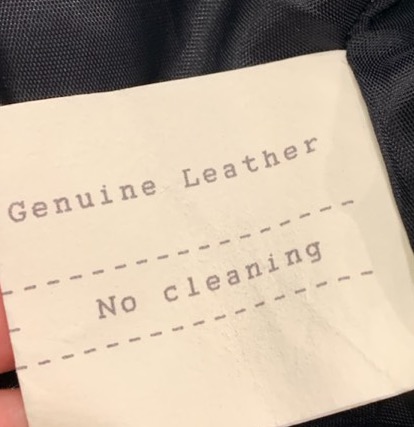 Genuine Leather
No cleaning